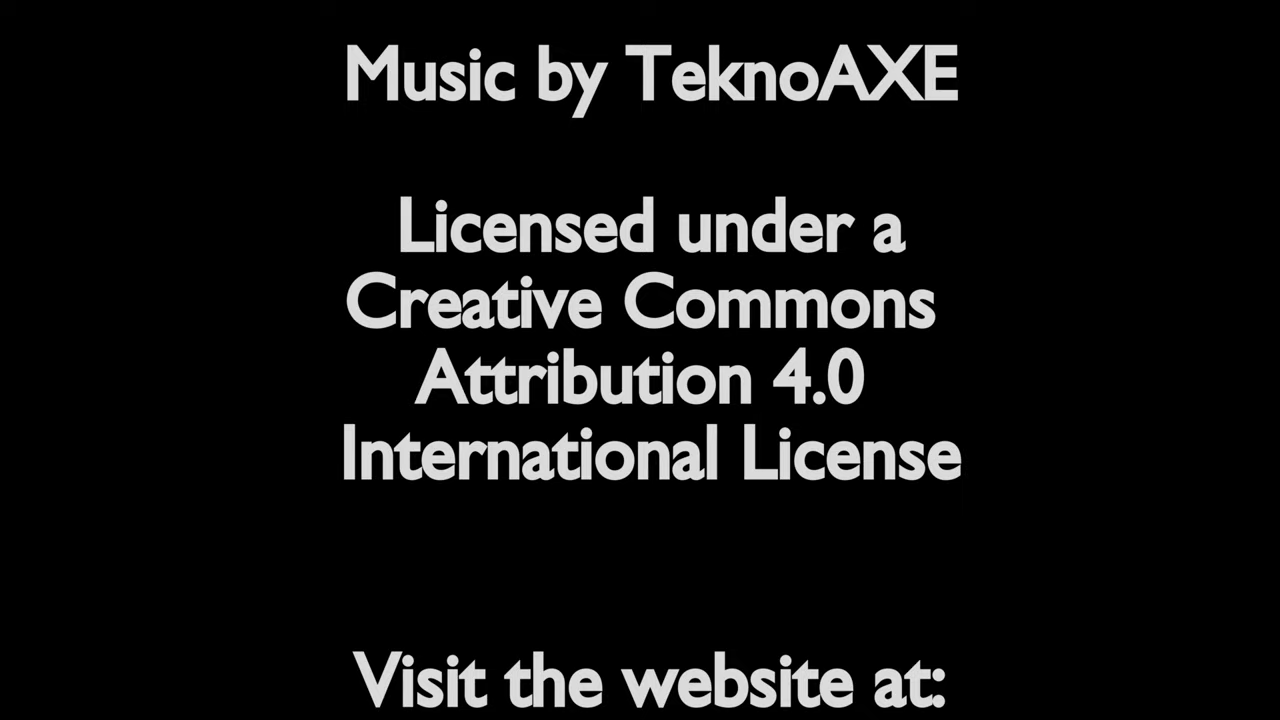 Music by TeknoAXE
Licensed under a
Creative Commons
Attribution 4.0
International License
Visit the website at: